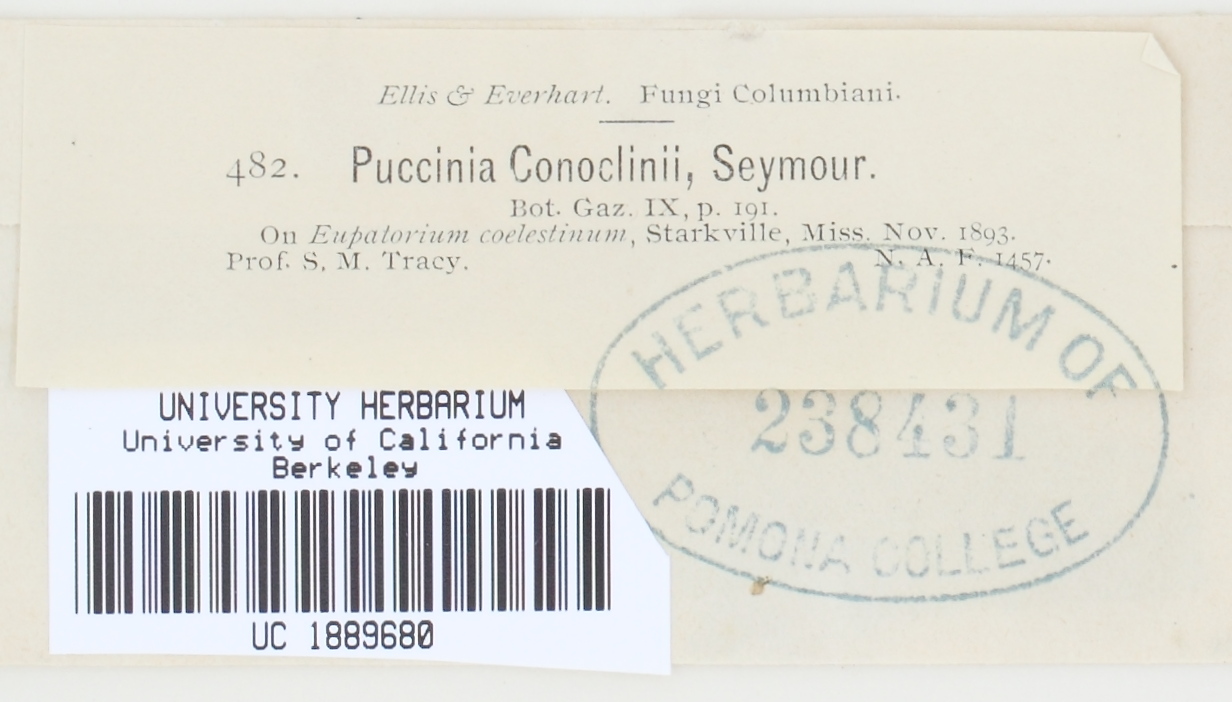 Ellis & Everhart. Fungi Columbiani.
482. Puccinia Conoclinii, Seymour.
Bot. Gaz. IX, p. 191.
On Eupatorium coelestinum, Starkville, Miss. Nov. 1893.
Prof. S. M. Tracy. N. A. F. 1457.
HERBARIUM OF
238431
POMONA COLLEGE
UNIVERSITY HERBARIUM
University of California
Berkeley
UC 1889680